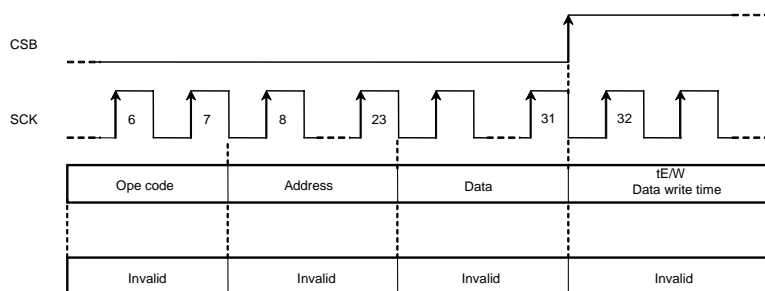 CSB
SCK
6 7 8 23 31 32
Ope code Address Data tE/W
Data write time
Invalid Invalid Invalid Invalid